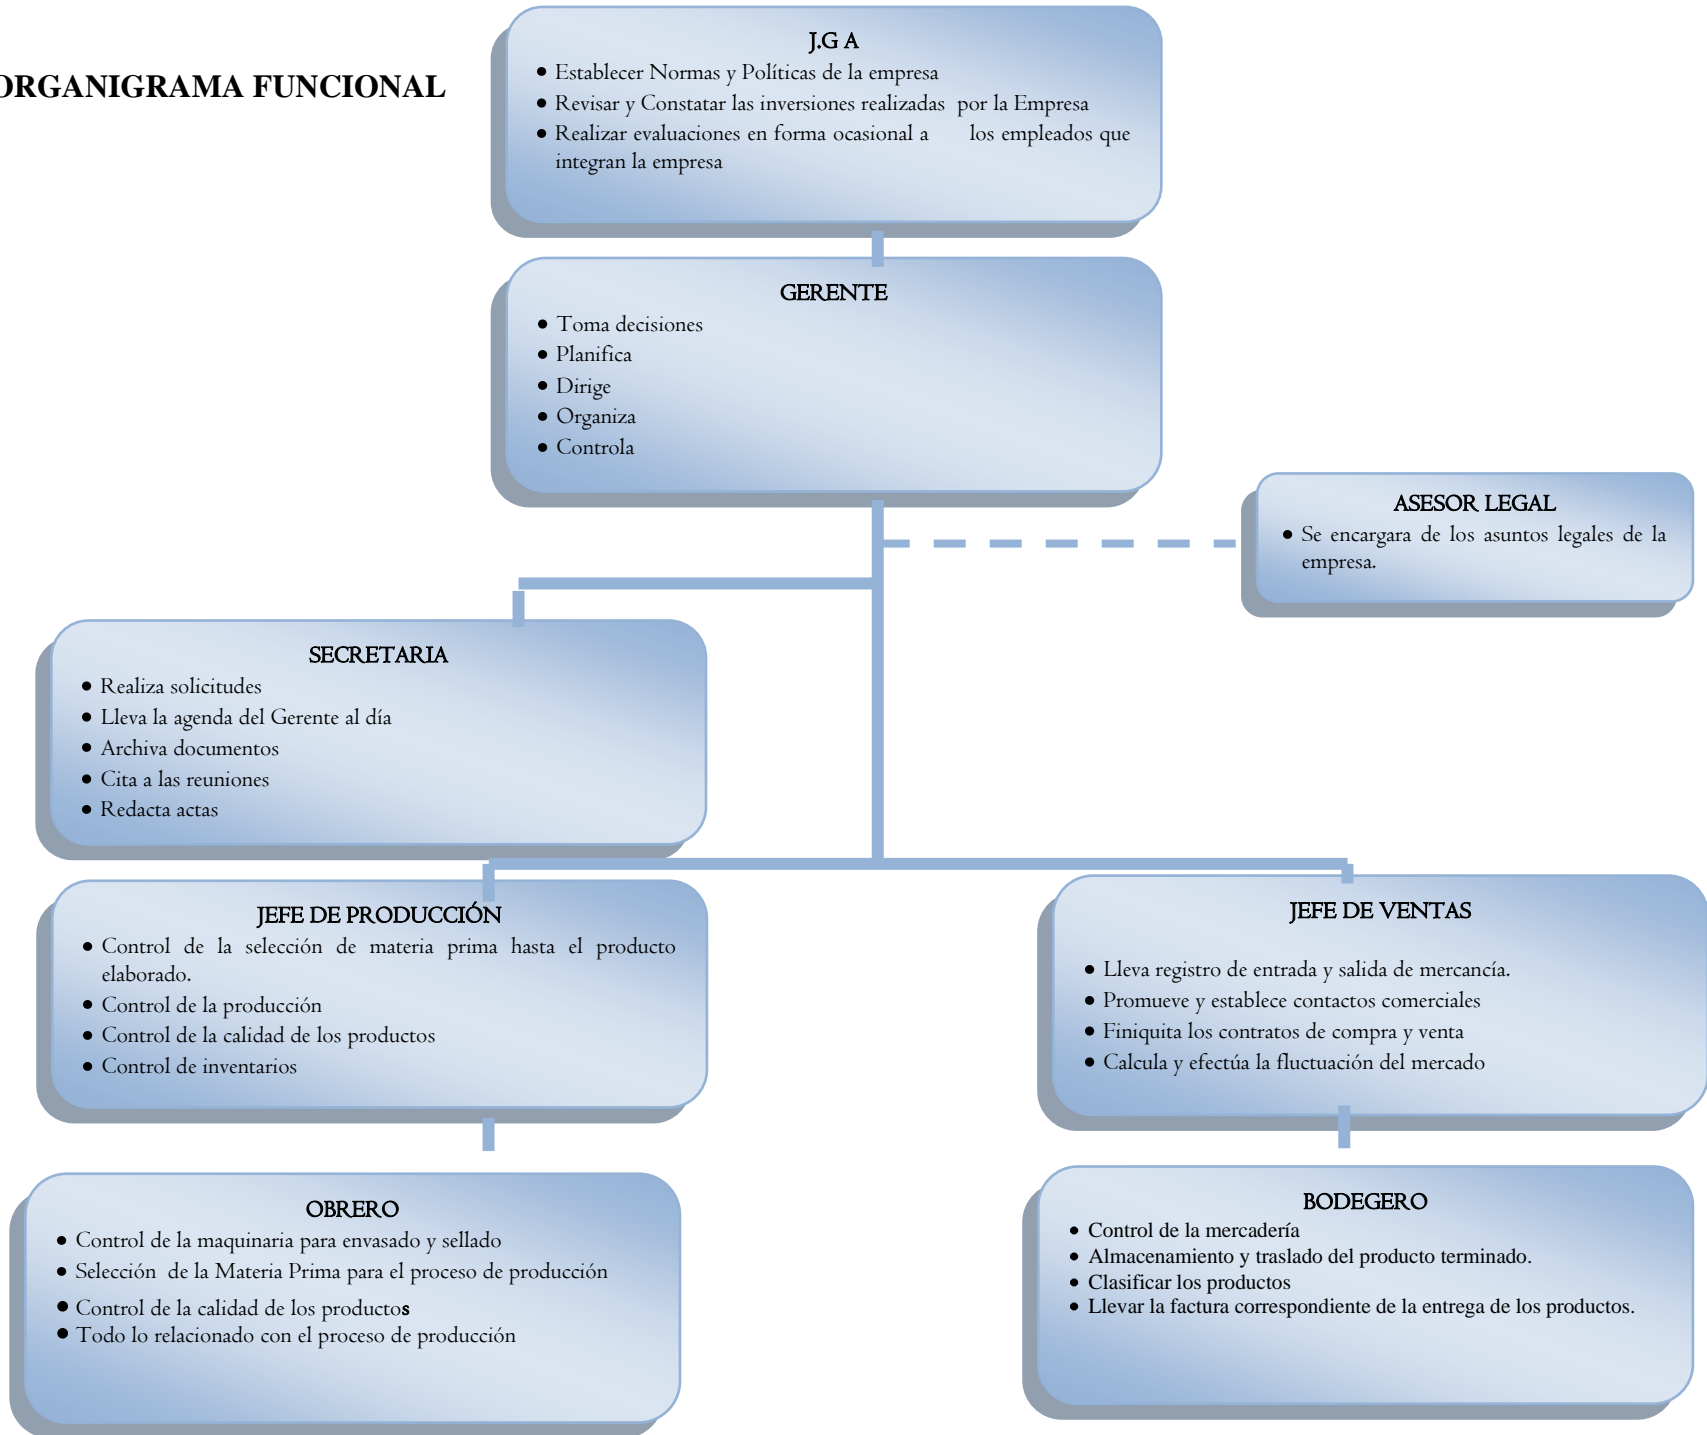 ORGANIGRAMA FUNCIONAL
J.G A
• Establecer Normas y Políticas de la empresa
• Revisar y Constatar las inversiones realizadas por la Empresa
• Realizar evaluaciones en forma ocasional a los empleados que
integran la empresa
GERENTE
• Toma decisiones
• Planifica
• Dirige
• Organiza
• Controla
ASESOR LEGAL
• Se encargara de los asuntos legales de la
empresa.
SECRETARIA
• Realiza solicitudes
• Lleva la agenda del Gerente al día
• Archiva documentos
• Cita a las reuniones
• Redacta actas
JEFE DE PRODUCCIÓN
• Control de la selección de materia prima hasta el producto
elaborado.
• Control de la producción
• Control de la calidad de los productos
• Control de inventarios
JEFE DE VENTAS
• Lleva registro de entrada y salida de mercancía.
• Promueve y establece contactos comerciales
• Finiquita los contratos de compra y venta
• Calcula y efectúa la fluctuación del mercado
OBRERO
• Control de la maquinaria para envasado y sellado
• Selección de la Materia Prima para el proceso de producción
• Control de la calidad de los productos
• Todo lo relacionado con el proceso de producción
BODEGERO
• Control de la mercadería
• Almacenamiento y traslado del producto terminado.
• Clasificar los productos
• Llevar la factura correspondiente de la entrega de los productos.